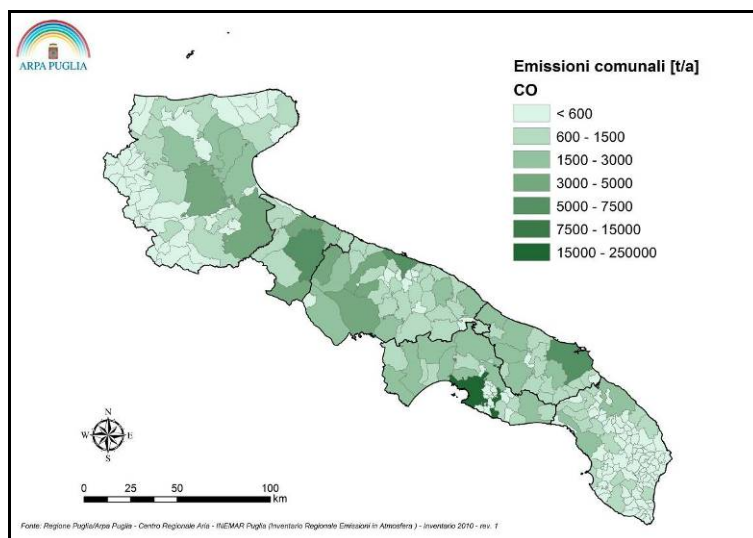 ARPA PUGLIA
Emissioni comunali [t/a]
CO
< 600
600 - 1500
1500 - 3000
3000 - 5000
5000 - 7500
7500 - 15000
15000 - 250000
N
W E
S
0 25 50 100
km
Fonte: Regione Puglia/Arpa Puglia - Centro Regionale Aria - INEMAR Puglia (Inventario Regionale Emissioni in Atmosfera ) - inventario 2010 - rev. 1